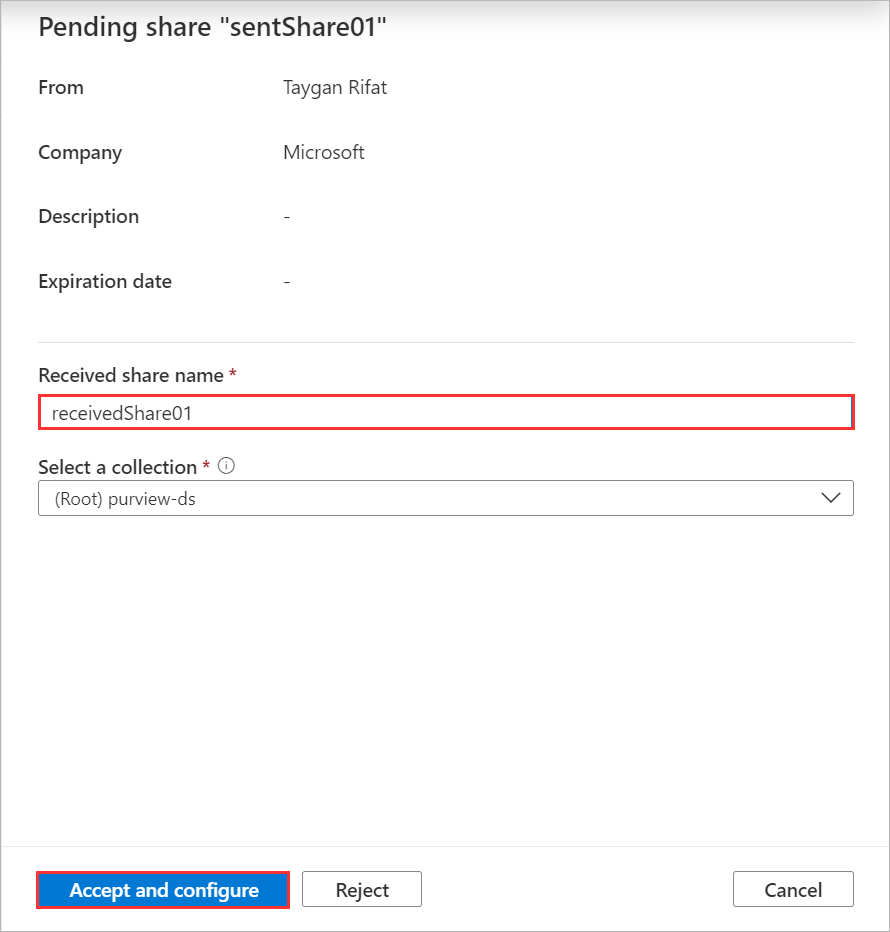 Pending share "sentShare01"
From Taygan Rifat
Company Microsoft
Description -
Expiration date -
Received share name *
receivedShare01
Select a collection *
(Root) purview-ds
Accept and configure Reject Cancel